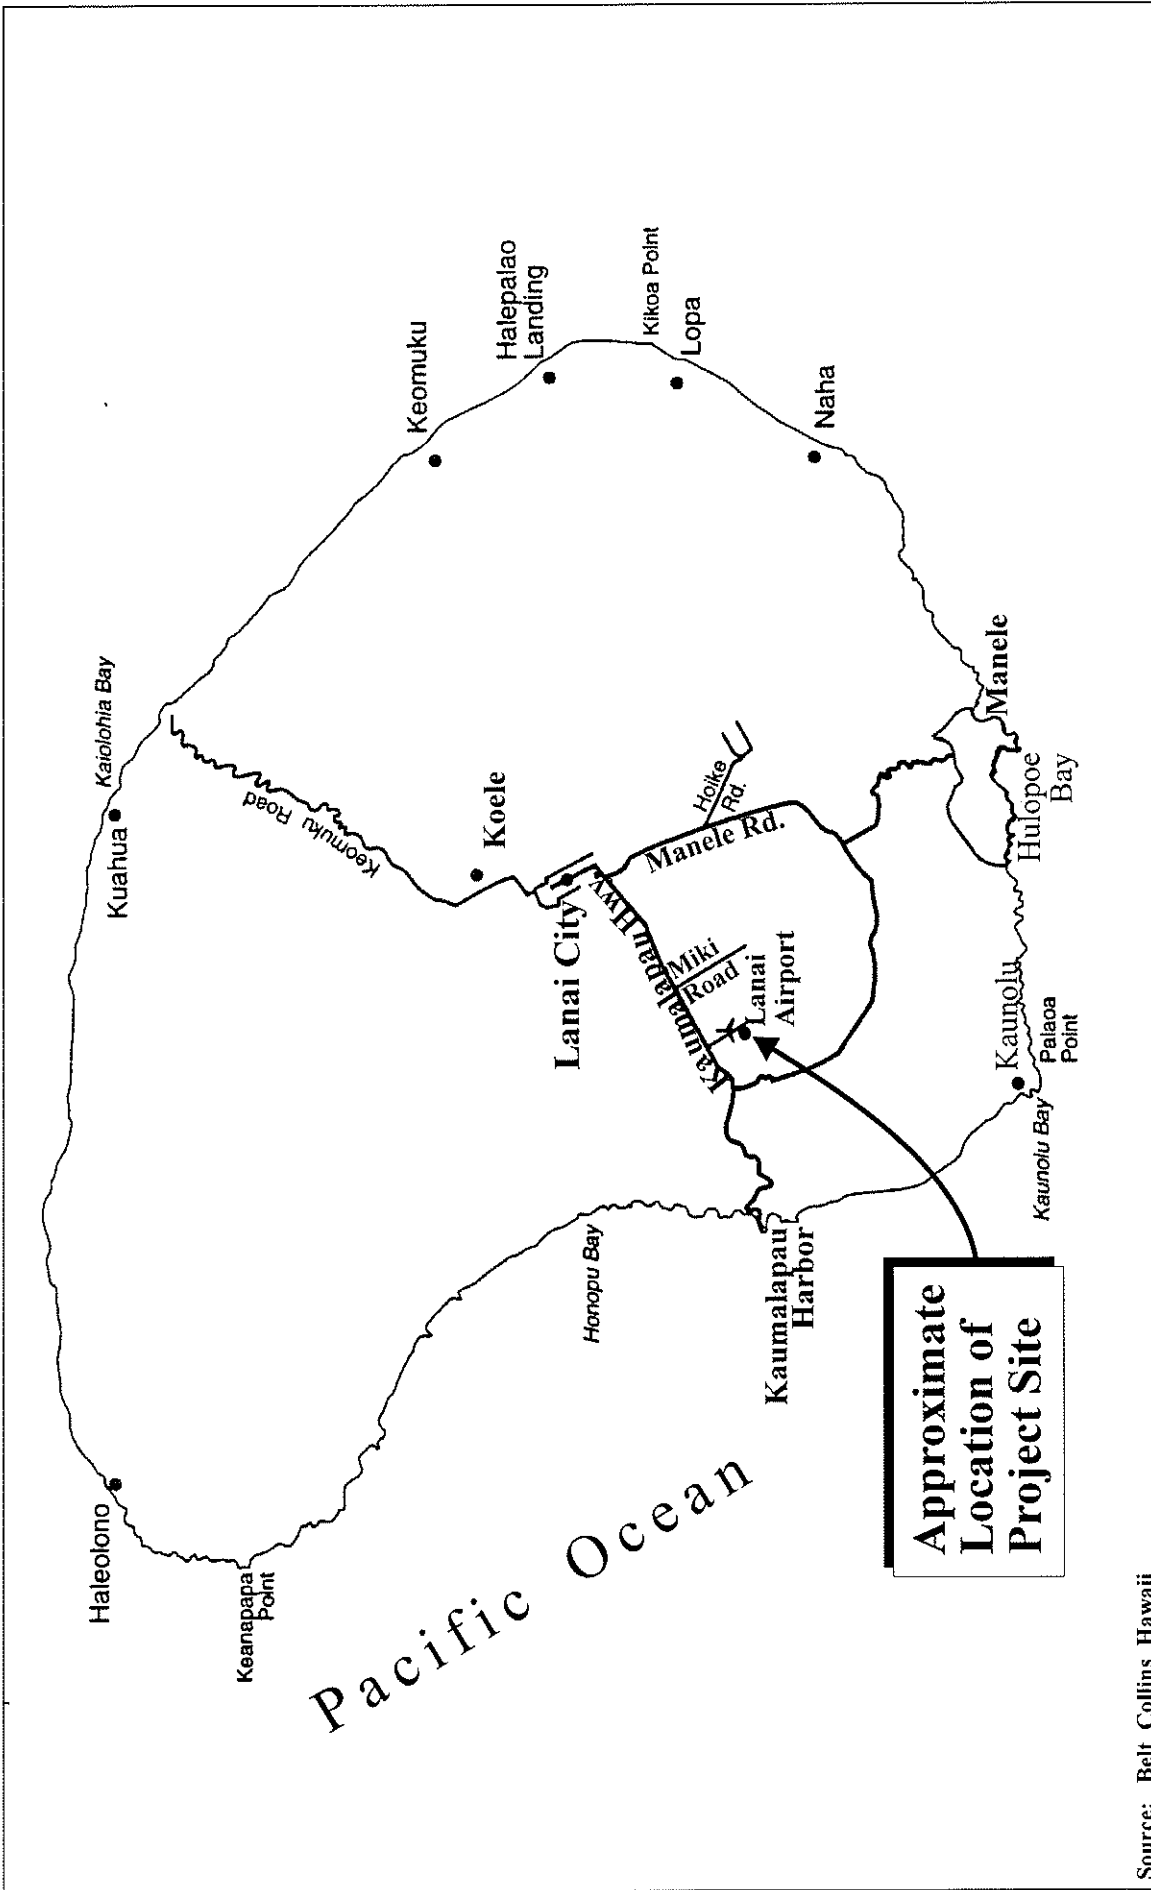 Haleolono
Keanapapa
Point
Kuahua
Kaiolohia Bay
Keomuku Road
Keomuku
Halepalao
Landing
Kikoa Point
Lopa
Naha
Koele
Lanai City
Kaumalapau Hwy.
Miki
Road
Lanai
Airport
Manele Rd.
Hoike
Rd.
Manele
Hulopoe
Bay
Kaunolu
Palaoa
Point
Kaunolu Bay
Honopu Bay
Kaumalapau
Harbor
Pacific Ocean
Approximate
Location of
Project Site
Source: Belt Collins Hawaii